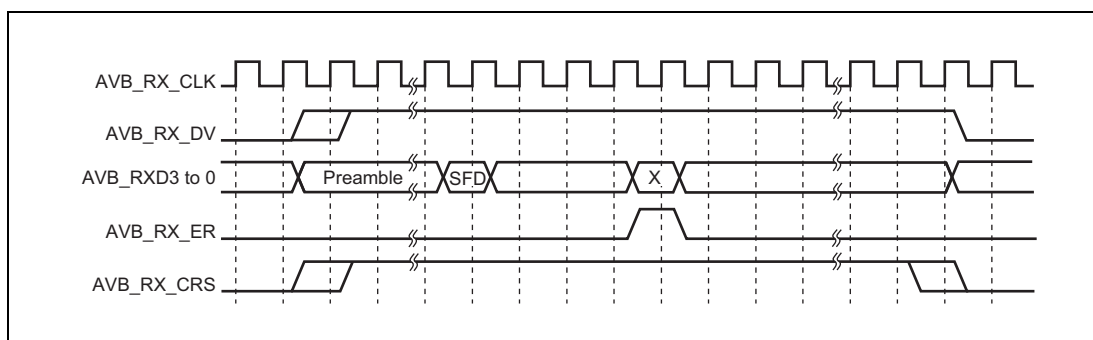 AVB_RX_CLK
AVB_RX_DV
AVB_RXD3 to 0
Preamble
SFD
X
AVB_RX_ER
AVB_RX_CRS